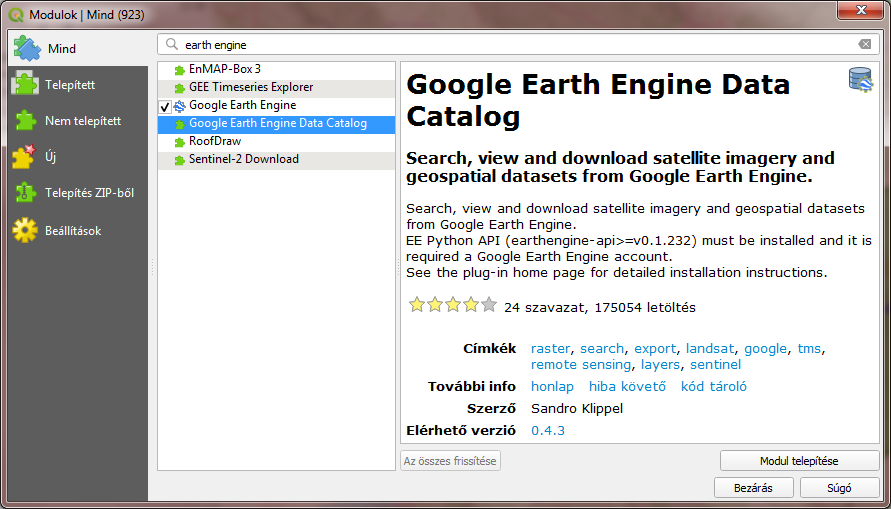 Modulok | Mind (923)
Mind
Telepített
Nem telepített
Új
Telepítés ZIP-ből
Beállítások
earth engine
EnMAP-Box 3
GEE Timeseries Explorer
Google Earth Engine
Google Earth Engine Data Catalog
RoofDraw
Sentinel-2 Download
Google Earth Engine Data
Catalog
Search, view and download satellite imagery and
geospatial datasets from Google Earth Engine.
Search, view and download satellite imagery and geospatial datasets
from Google Earth Engine.
EE Python API (earthengine-api>=v0.1.232) must be installed and it is
required a Google Earth Engine account.
See the plug-in home page for detailed installation instructions.
24 szavazat, 175054 letöltés
Címkék raster, search, export, landsat, google, tms,
remote sensing, layers, sentinel
További info honlap hiba követő kód tároló
Szerző Sandro Klippel
Elérhető verzió 0.4.3
Az összes frissítése
Modul telepítése
Bezárás
Súgó